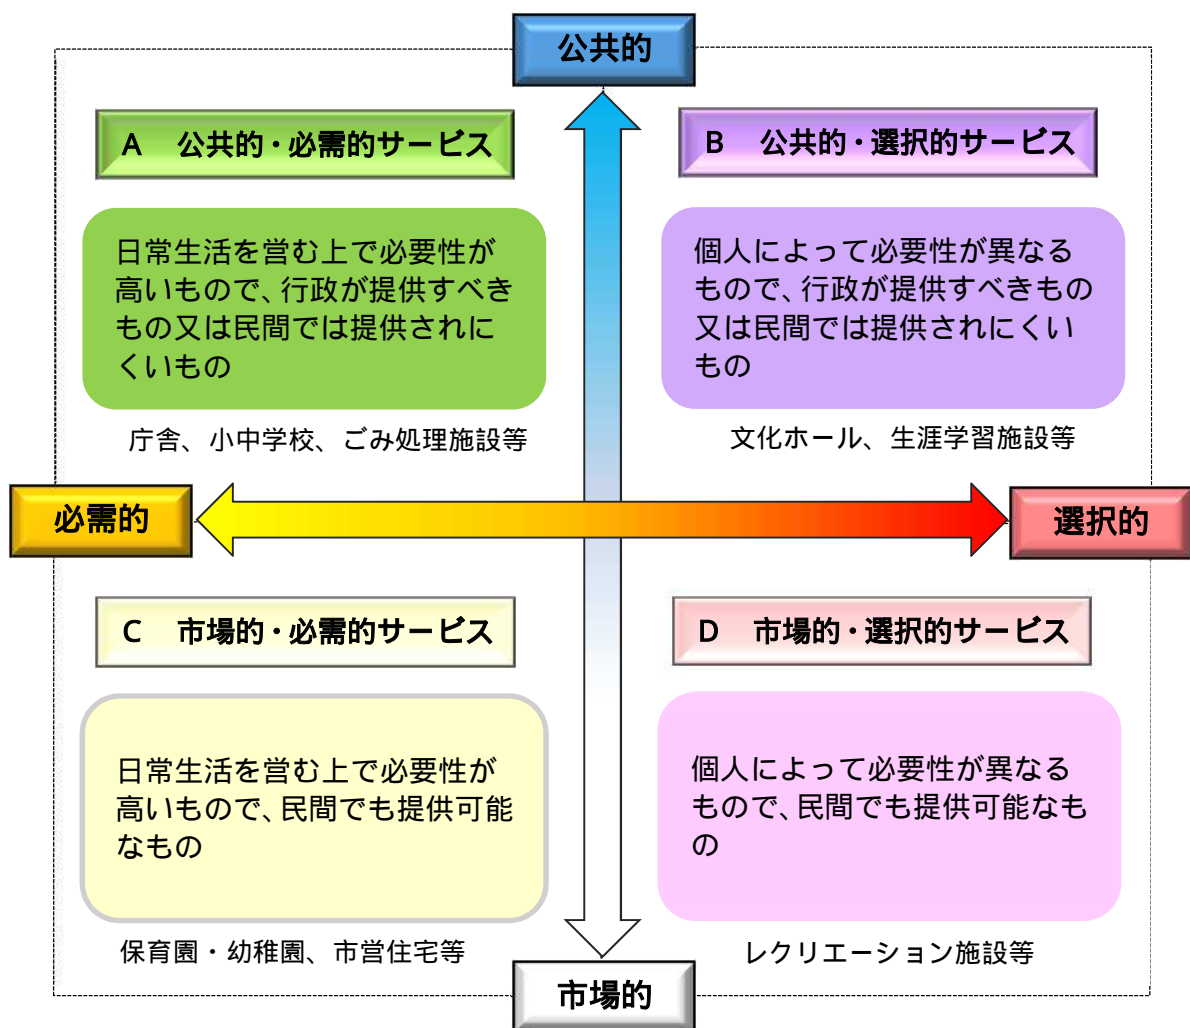 公共的
A 公共的・必需的サービス
日常生活を営む上で必要性が
高いもので、行政が提供すべき
もの又は民間では提供されに
くいもの
庁舎、小中学校、ごみ処理施設等
B 公共的・選択的サービス
個人によって必要性が異なる
もので、行政が提供すべきもの
又は民間では提供されにくい
もの
文化ホール、生涯学習施設等
必需的
選択的
C 市場的・必需的サービス
日常生活を営む上で必要性が
高いもので、民間でも提供可能
なもの
保育園・幼稚園、市営住宅等
D 市場的・選択的サービス
個人によって必要性が異なる
もので、民間でも提供可能なも
の
レクリエーション施設等
市場的